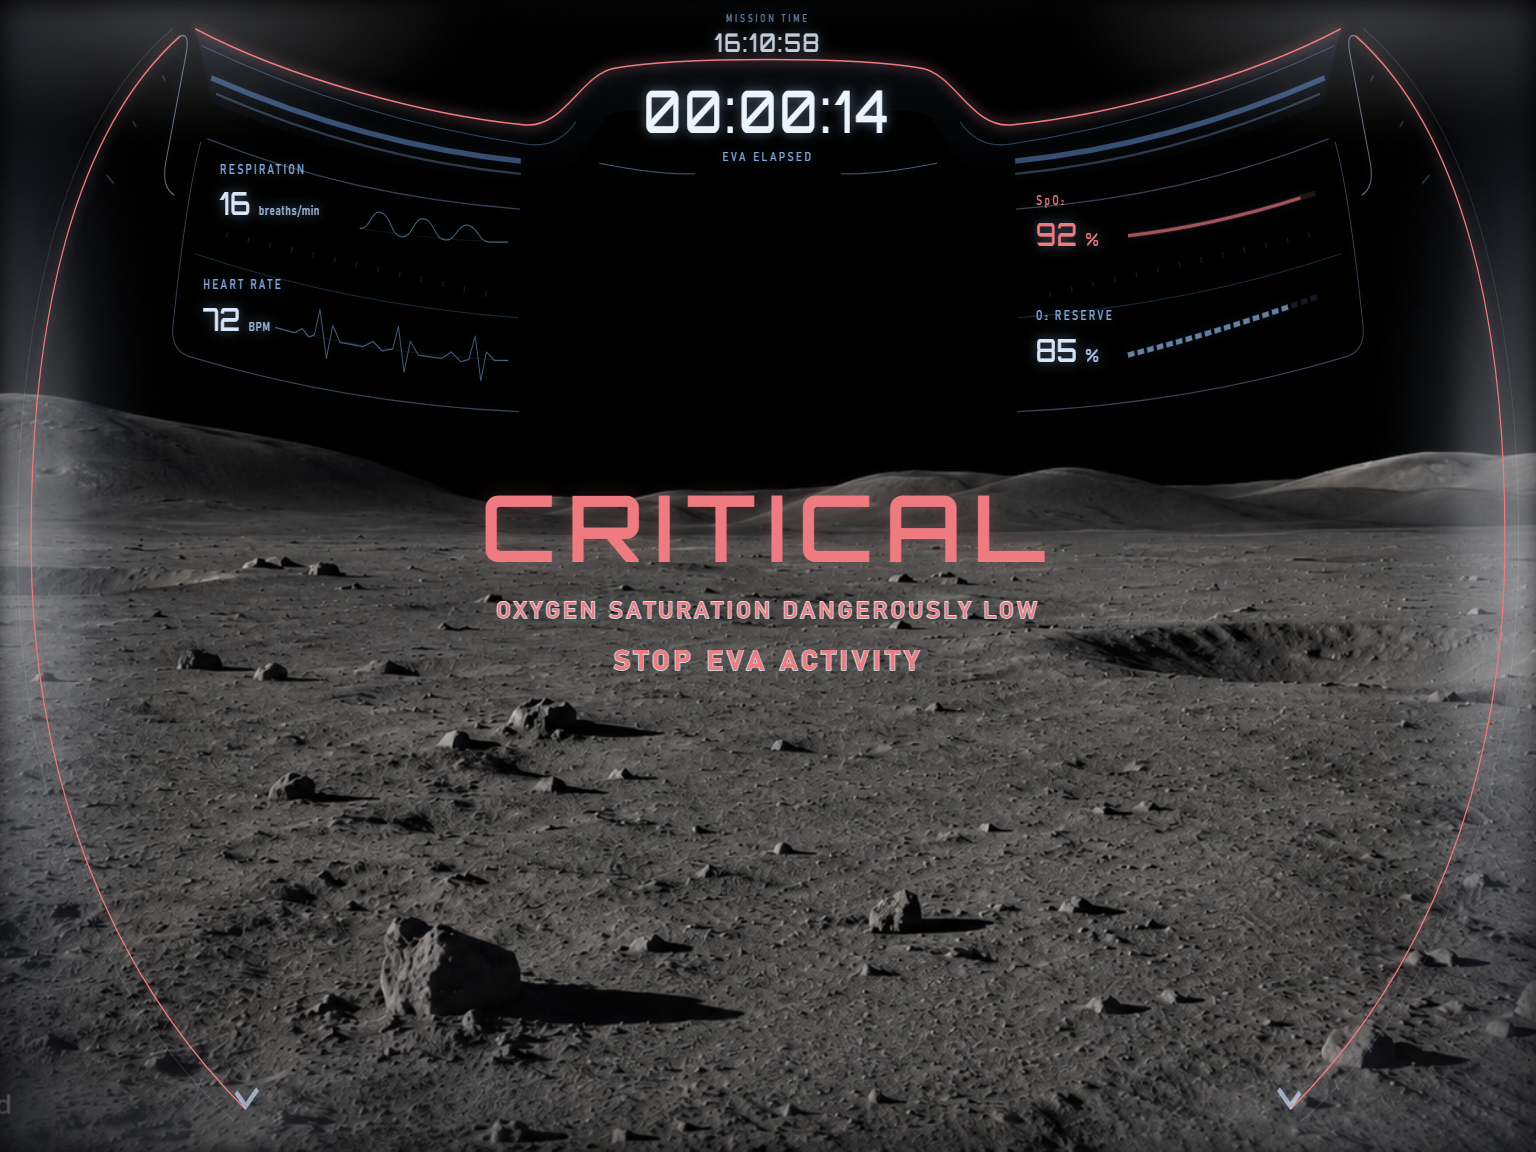 MISSION TIME
16:10:58
00:00:14
EVA ELAPSED
RESPIRATION
16 breaths/min
HEART RATE
72 BPM
SpO₂
92 %
O₂ RESERVE
85 %
CRITICAL
OXYGEN SATURATION DANGEROUSLY LOW
STOP EVA ACTIVITY
d